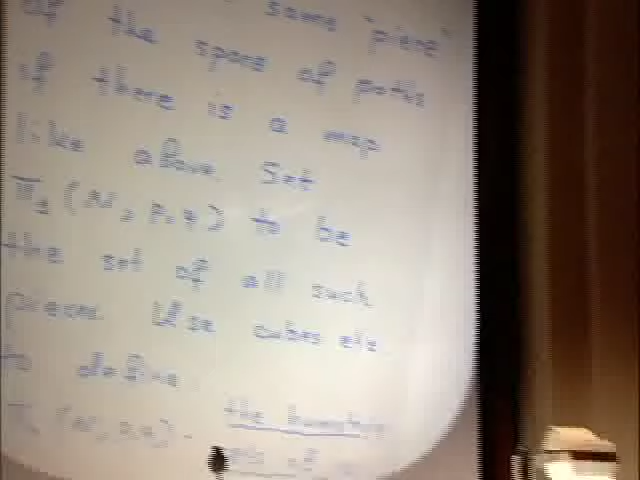 of the same "piece"
the space of paths
if there is a map
like above. Set
to be
the set of all such
pieces. Use cubes etc
to define
the homotopy
of